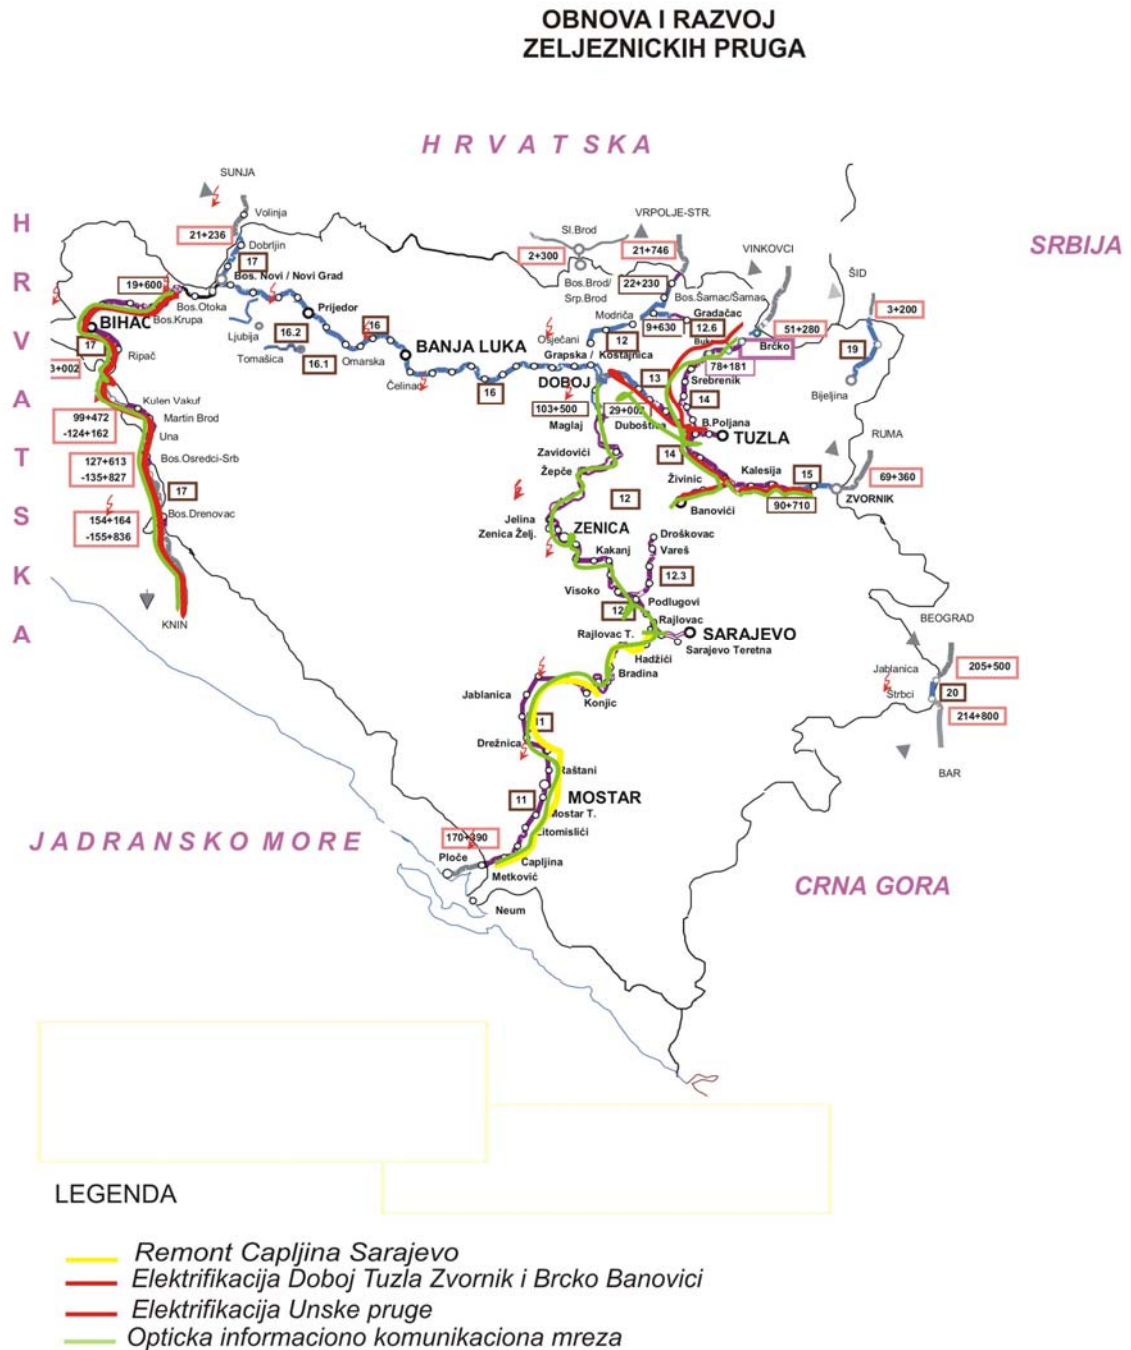 OBNOVA I RAZVOJ
ZELJEZNICKIH PRUGA
HRVATSKA
HRVATSKA
SRBIJA
SUNJA
Volinja
21+236
Dobrljin
17
Bos. Novi / Novi Grad
19+600
Bos.Otoka
Bos.Krupa
BIHAĆ
17
Ripač
3+002
Kulen Vakuf
99+472
-124+162
Martin Brod
Una
127+613
-135+827
Bos.Osredci-Srb
17
154+164
-155+836
Bos.Drenovac
KNIN
Prijedor
Ljubija
16.2
Tomašica
16.1
Omarska
16
BANJA LUKA
Čelinac
16
Sl.Brod
2+300
Bos.Brod/
Srp.Brod
VRPOLJE-STR.
21+746
22+230
Bos.Šamac/Šamac
Modriča
9+630
Gradačac
12.6
Osječani
12
Grapska / Kostajnica
VINKOVCI
51+280
Brčko
78+181
ŠID
3+200
19
Bijeljina
DOBOJ
13
Srebrenik
14
103+500
29+007
Duboštica
Maglaj
B.Poljana
TUZLA
RUMA
Zavidovići
14
Kalesija
15
69+360
Žepče
Živinic
ZVORNIK
12
Banovići
90+710
Jelina
Zenica Želj.
ZENICA
Droškovac
Kakanj
Vareš
12.3
Visoko
12
Podlugovi
Rajlovac
Rajlovac T.
SARAJEVO
Sarajevo Teretna
Hadžići
Bradina
BEOGRAD
Jablanica
205+500
Štrbci
20
214+800
BAR
Jablanica
Konjic
11
Drežnica
Raštani
11
MOSTAR
Mostar T.
Žitomislići
170+390
Ploče
Čapljina
Metković
Neum
JADRANSKO MORE
CRNA GORA
LEGENDA
Remont Capljina Sarajevo
Elektrifikacija Doboj Tuzla Zvornik i Brcko Banovici
Elektrifikacija Unske pruge
Opticka informaciono komunikaciona mreza